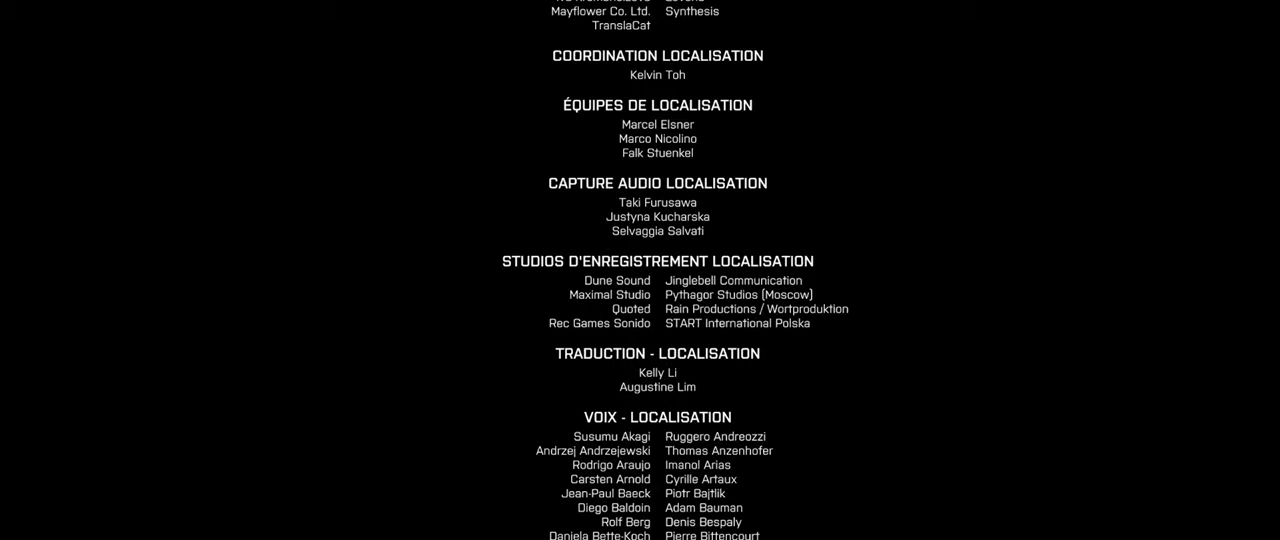 Mayflower Co. Ltd. Synthesis
TranslaCat
COORDINATION LOCALISATION
Kelvin Toh
ÉQUIPES DE LOCALISATION
Marcel Elsner
Marco Nicolino
Falk Stuenkel
CAPTURE AUDIO LOCALISATION
Taki Furusawa
Justyna Kucharska
Selvaggia Salvati
STUDIOS D'ENREGISTREMENT LOCALISATION
Dune Sound Jinglebell Communication
Maximal Studio Pythagor Studios (Moscow)
Quoted Rain Productions / Wortproduktion
Rec Games Sonido START International Polska
TRADUCTION - LOCALISATION
Kelly Li
Augustine Lim
VOIX - LOCALISATION
Susumu Akagi Ruggero Andreozzi
Andrzej Andrzejewski Thomas Anzenhofer
Rodrigo Araujo Imanol Arias
Carsten Arnold Cyrille Artaux
Jean-Paul Baeck Piotr Bajtlik
Diego Baldoin Adam Bauman
Rolf Berg Denis Bespaly
Daniela Bette-Koch Pierre Bittencourt